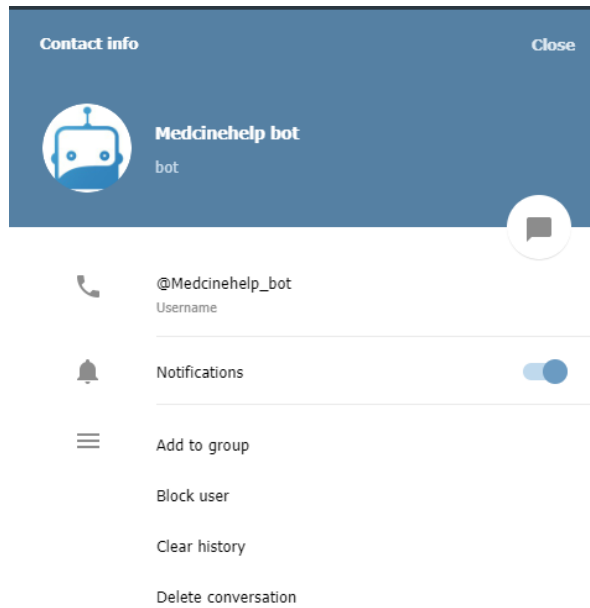 Contact info
Close
Medcinehelp bot
bot
@Medcinehelp_bot
Username
Notifications
Add to group
Block user
Clear history
Delete conversation